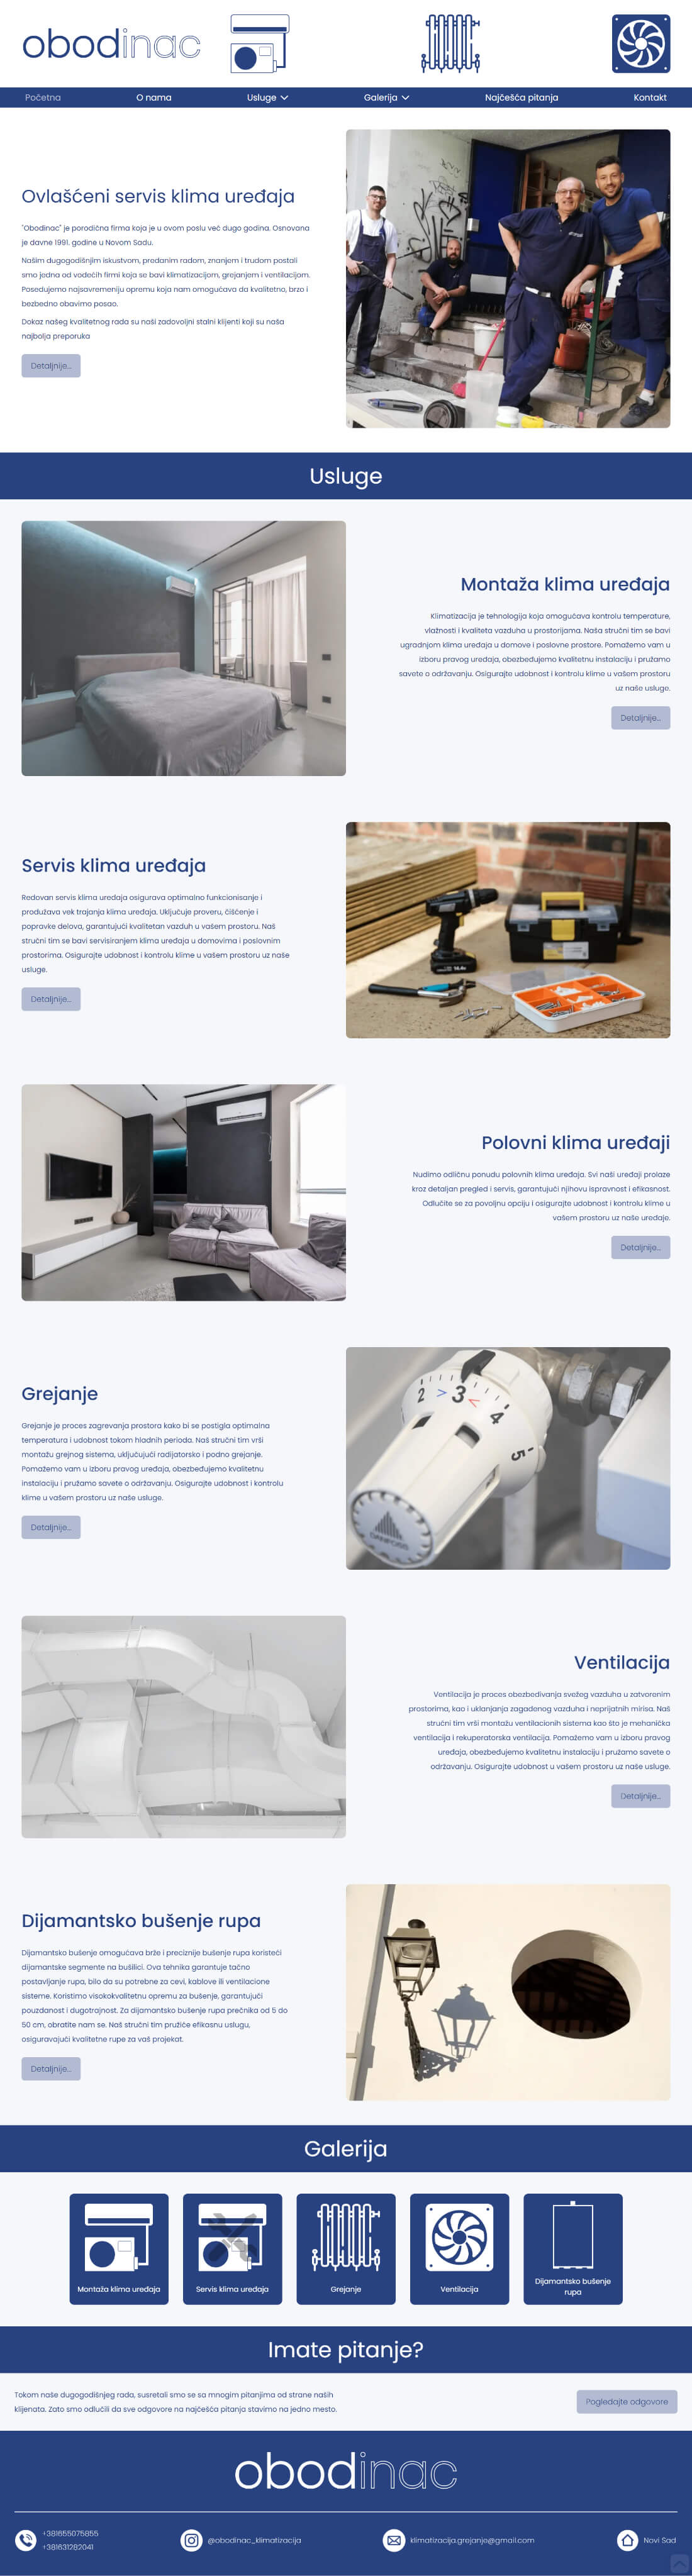 obodinac
Početna
O nama
Usluge
Galerija
Najčešća pitanja
Kontakt
Ovlašćeni servis klima uređaja
"Obodinac" je porodična firma koja je u ovom poslu već dugo godina. Osnovana
je davne 1991. godine u Novom Sadu.
Našim dugogodišnjim iskustvom, predanim radom, znanjem i trudom postali
smo jedna od vodećih firmi koja se bavi klimatizacijom, grejanjem i ventilacijom.
Posedujemo najsavremeniju opremu koja nam omogućava da kvalitetno, brzo i
bezbedno obavimo posao.
Dokaz našeg kvalitetnog rada su naši zadovoljni stalni klijenti koji su naša
najbolja preporuka
Detaljnije...
Usluge
Montaža klima uređaja
Klimatizacija je tehnologija koja omogućava kontrolu temperature,
vlažnosti i kvaliteta vazduha u prostorijama. Naša stručni tim se bavi
ugradnjom klima uređaja u domove i poslovne prostore. Pomažemo vam u
izboru pravog uređaja, obezbeđujemo kvalitetnu instalaciju i pružamo
savete o održavanju. Osigurajte udobnost i kontrolu klime u vašem prostoru
uz naše usluge.
Detaljnije...
Servis klima uređaja
Redovan servis klima uređaja osigurava optimalno funkcionisanje i
produžava vek trajanja klima uređaja. Uključuje proveru, čišćenje i
popravke delova, garantujući kvalitetan vazduh u vašem prostoru. Naš
stručni tim se bavi servisiranjem klima uređaja u domovima i poslovnim
prostorima. Osigurajte udobnost i kontrolu klime u vašem prostoru uz naše
usluge.
Detaljnije...
Polovni klima uređaji
Nudimo odličnu ponudu polovnih klima uređaja. Svi naši uređaji prolaze
kroz detaljan pregled i servis, garantujući njihovu ispravnost i efikasnost.
Odlučite se za povoljnu opciju i osigurajte udobnost i kontrolu klime u
vašem prostoru uz naše uređaje.
Detaljnije...
Grejanje
Grejanje je proces zagrevanja prostora kako bi se postigla optimalna
temperatura i udobnost tokom hladnih perioda. Naš stručni tim vrši
montažu grejnog sistema, uključujući radijatorsko i podno grejanje.
Pomažemo vam u izboru pravog uređaja, obezbeđujemo kvalitetnu
instalaciju i pružamo savete o održavanju. Osigurajte udobnost i kontrolu
klime u vašem prostoru uz naše usluge.
Detaljnije...
2 > 3 < 4 5
DANFOSS
Ventilacija
Ventilacija je proces obezbeđivanja svežeg vazduha u zatvorenim
prostorima, kao i uklanjanja zagađenog vazduha i neprijatnih mirisa. Naš
stručni tim vrši montažu ventilacionih sistema kao što je mehanička
ventilacija i rekuperatorska ventilacija. Pomažemo vam u izboru pravog
uređaja, obezbeđujemo kvalitetnu instalaciju i pružamo savete o
održavanju. Osigurajte udobnost u vašem prostoru uz naše usluge.
Detaljnije...
Dijamantsko bušenje rupa
Dijamantsko bušenje omogućava brže i preciznije bušenje rupa koristeći
dijamantske segmente na bušilici. Ova tehnika garantuje tačno
postavljanje rupa, bilo da su potrebne za cevi, kablove ili ventilacione
sisteme. Koristimo visokokvalitetnu opremu za bušenje, garantujući
pouzdanost i dugotrajnost. Za dijamantsko bušenje rupa prečnika od 5 do
50 cm, obratite nam se. Naš stručni tim pružiće efikasnu uslugu,
osiguravajući kvalitetne rupe za vaš projekat.
Detaljnije...
Galerija
Montaža klima uređaja
Servis klima uređaja
Grejanje
Ventilacija
Dijamantsko bušenje
rupa
Imate pitanje?
Tokom naše dugogodišnjeg rada, susretali smo se sa mnogim pitanjima od strane naših
klijenata. Zato smo odlučili da sve odgovore na najčešća pitanja stavimo na jedno mesto.
Pogledajte odgovore
obodinac
+381655075855
+381631282041
@obodinac_klimatizacija
klimatizacija.grejanje@gmail.com
Novi Sad